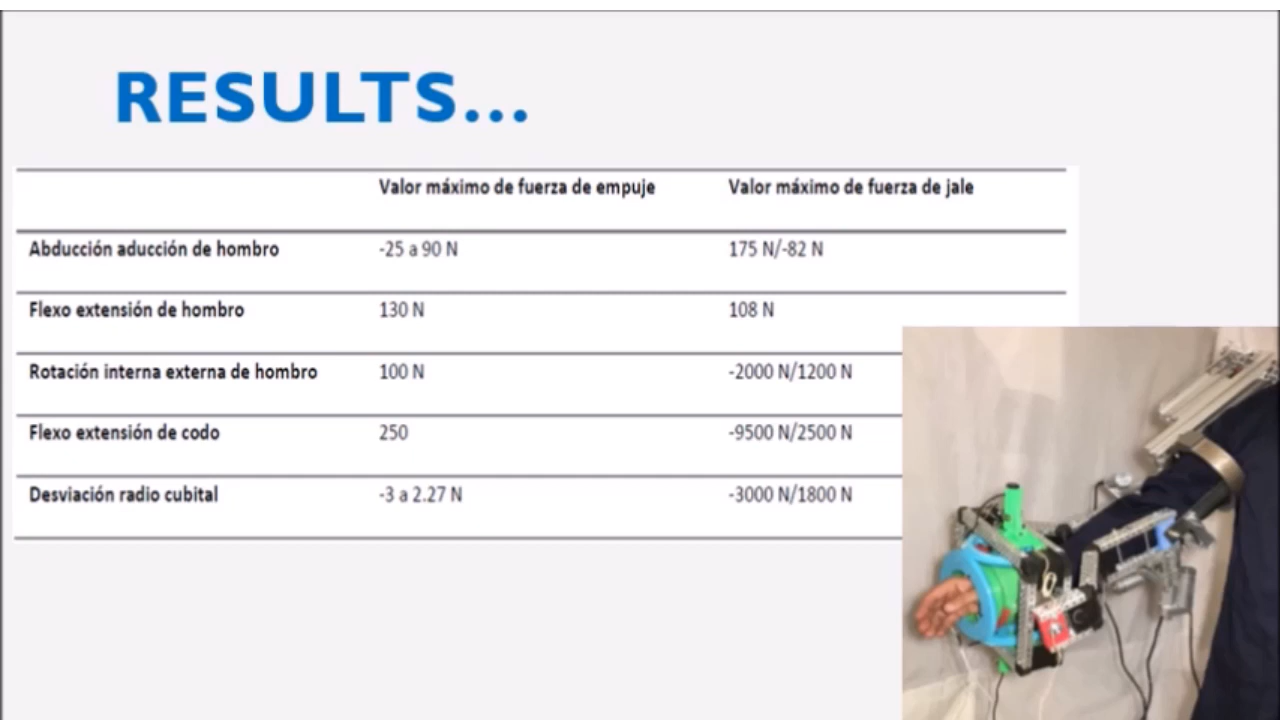 RESULTS...
Valor máximo de fuerza de empuje Valor máximo de fuerza de jale
Abducción aducción de hombro -25 a 90 N 175 N/-82 N
Flexo extensión de hombro 130 N 108 N
Rotación interna externa de hombro 100 N -2000 N/1200 N
Flexo extensión de codo 250 -9500 N/2500 N
Desviación radio cubital -3 a 2.27 N -3000 N/1800 N